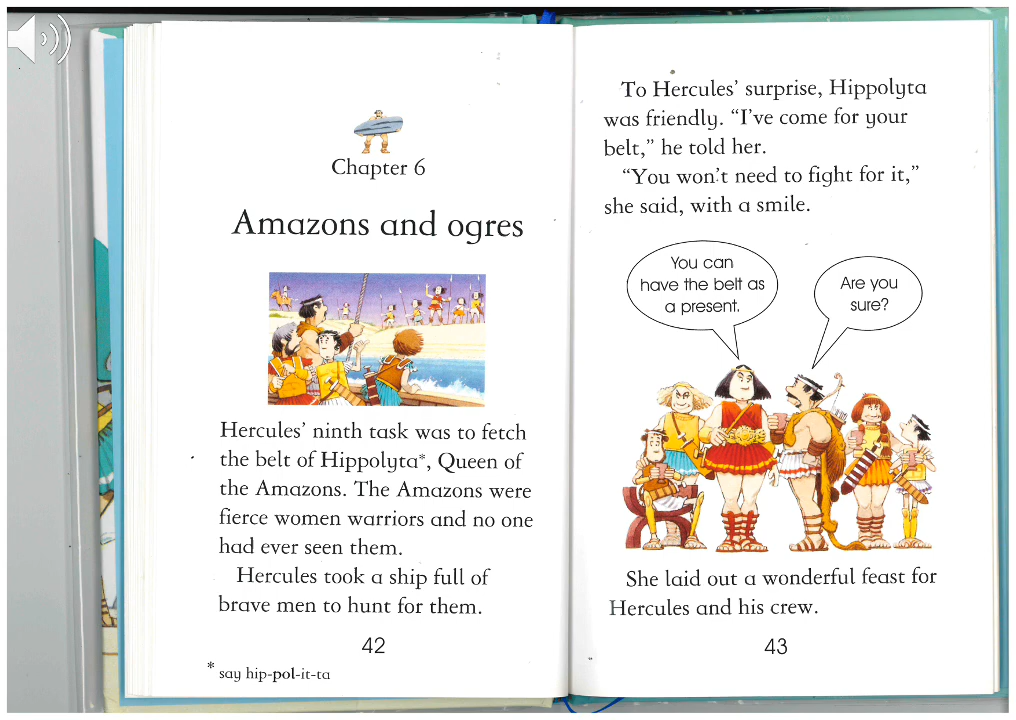 Chapter 6
Amazons and ogres
Hercules’ ninth task was to fetch
the belt of Hippolyta*, Queen of
the Amazons. The Amazons were
fierce women warriors and no one
had ever seen them.
Hercules took a ship full of
brave men to hunt for them.
42
* say hip-pol-it-ta
To Hercules’ surprise, Hippolyta
was friendly. “I’ve come for your
belt,” he told her.
“You won’t need to fight for it,”
she said, with a smile.
You can
have the belt as
a present.
Are you
sure?
She laid out a wonderful feast for
Hercules and his crew.
43